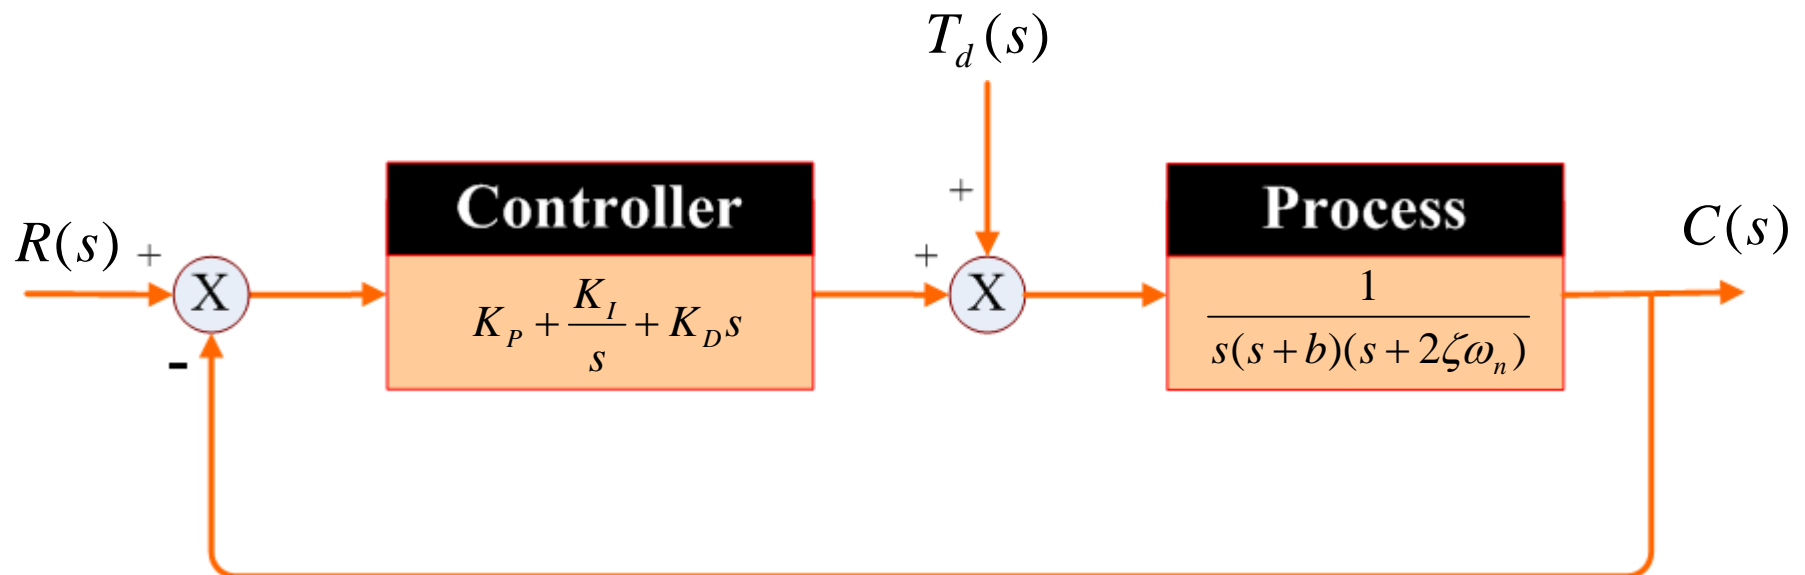 T_d(s)
+
Controller
Process
R(s)
+
X
K_P + K_I/s + K_D s
+
X
1/(s(s+b)(s+2ζω_n))
C(s)
-